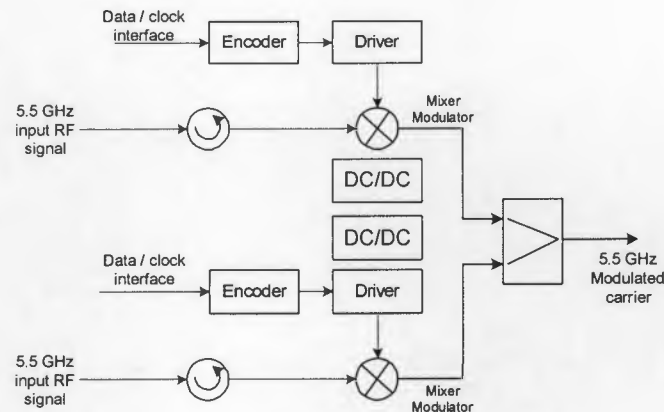 Data / clock
interface
Encoder
Driver
5.5 GHz
input RF
signal
Mixer
Modulator
DC/DC
DC/DC
5.5 GHz
Modulated
carrier
Data / clock
interface
Encoder
Driver
5.5 GHz
input RF
signal
Mixer
Modulator